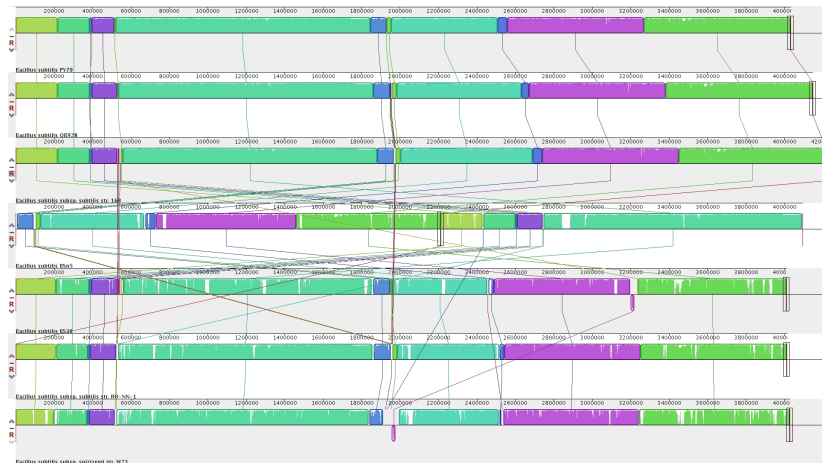 200000 400000 600000 800000 1000000 1200000 1400000 1600000 1800000 2000000 2200000 2400000 2600000 2800000 3000000 3200000 3400000 3600000 3800000 40000
R
Bacillus subtilis PY79
200000 400000 600000 800000 1000000 1200000 1400000 1600000 1800000 2000000 2200000 2400000 2600000 2800000 3000000 3200000 3400000 3600000 3800000 4000000
R
Bacillus subtilis QB928
200000 400000 600000 800000 1000000 1200000 1400000 1600000 1800000 2000000 2200000 2400000 2600000 2800000 3000000 3200000 3400000 3600000 3800000 4000000 420
R
Bacillus subtilis subsp. subtilis str. 168
200000 400000 600000 800000 1000000 1200000 1400000 1600000 1800000 2000000 2200000 2400000 2600000 2800000 3000000 3200000 3400000 3600000 3800000 40000
R
Bacillus subtilis
200000 400000 600000 800000 1000000 1200000 1400000 1600000 1800000 2000000 2200000 2400000 2600000 2800000 3000000 3200000 3400000 3600000 3800000 40000
R
Bacillus subtilis
200000 400000 600000 800000 1000000 1200000 1400000 1600000 1800000 2000000 2200000 2400000 2600000 2800000 3000000 3200000 3400000 3600000 3800000 40000
R
Bacillus subtilis subsp. subtilis str. RO-NN-1
200000 400000 600000 800000 1000000 1200000 1400000 1600000 1800000 2000000 2200000 2400000 2600000 2800000 3000000 3200000 3400000 3600000 3800000 40000
R
Bacillus subtilis subsp. spizizenii str. W23